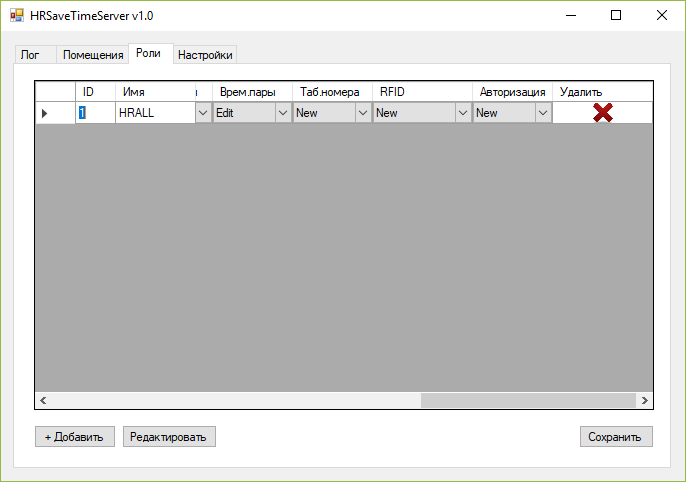 HRSaveTimeServer v1.0
Лог Помещения Роли Настройки
ID Имя Врем.пары Таб.номера RFID Авторизация Удалить
1 HRALL Edit New New New
+ Добавить Редактировать Сохранить